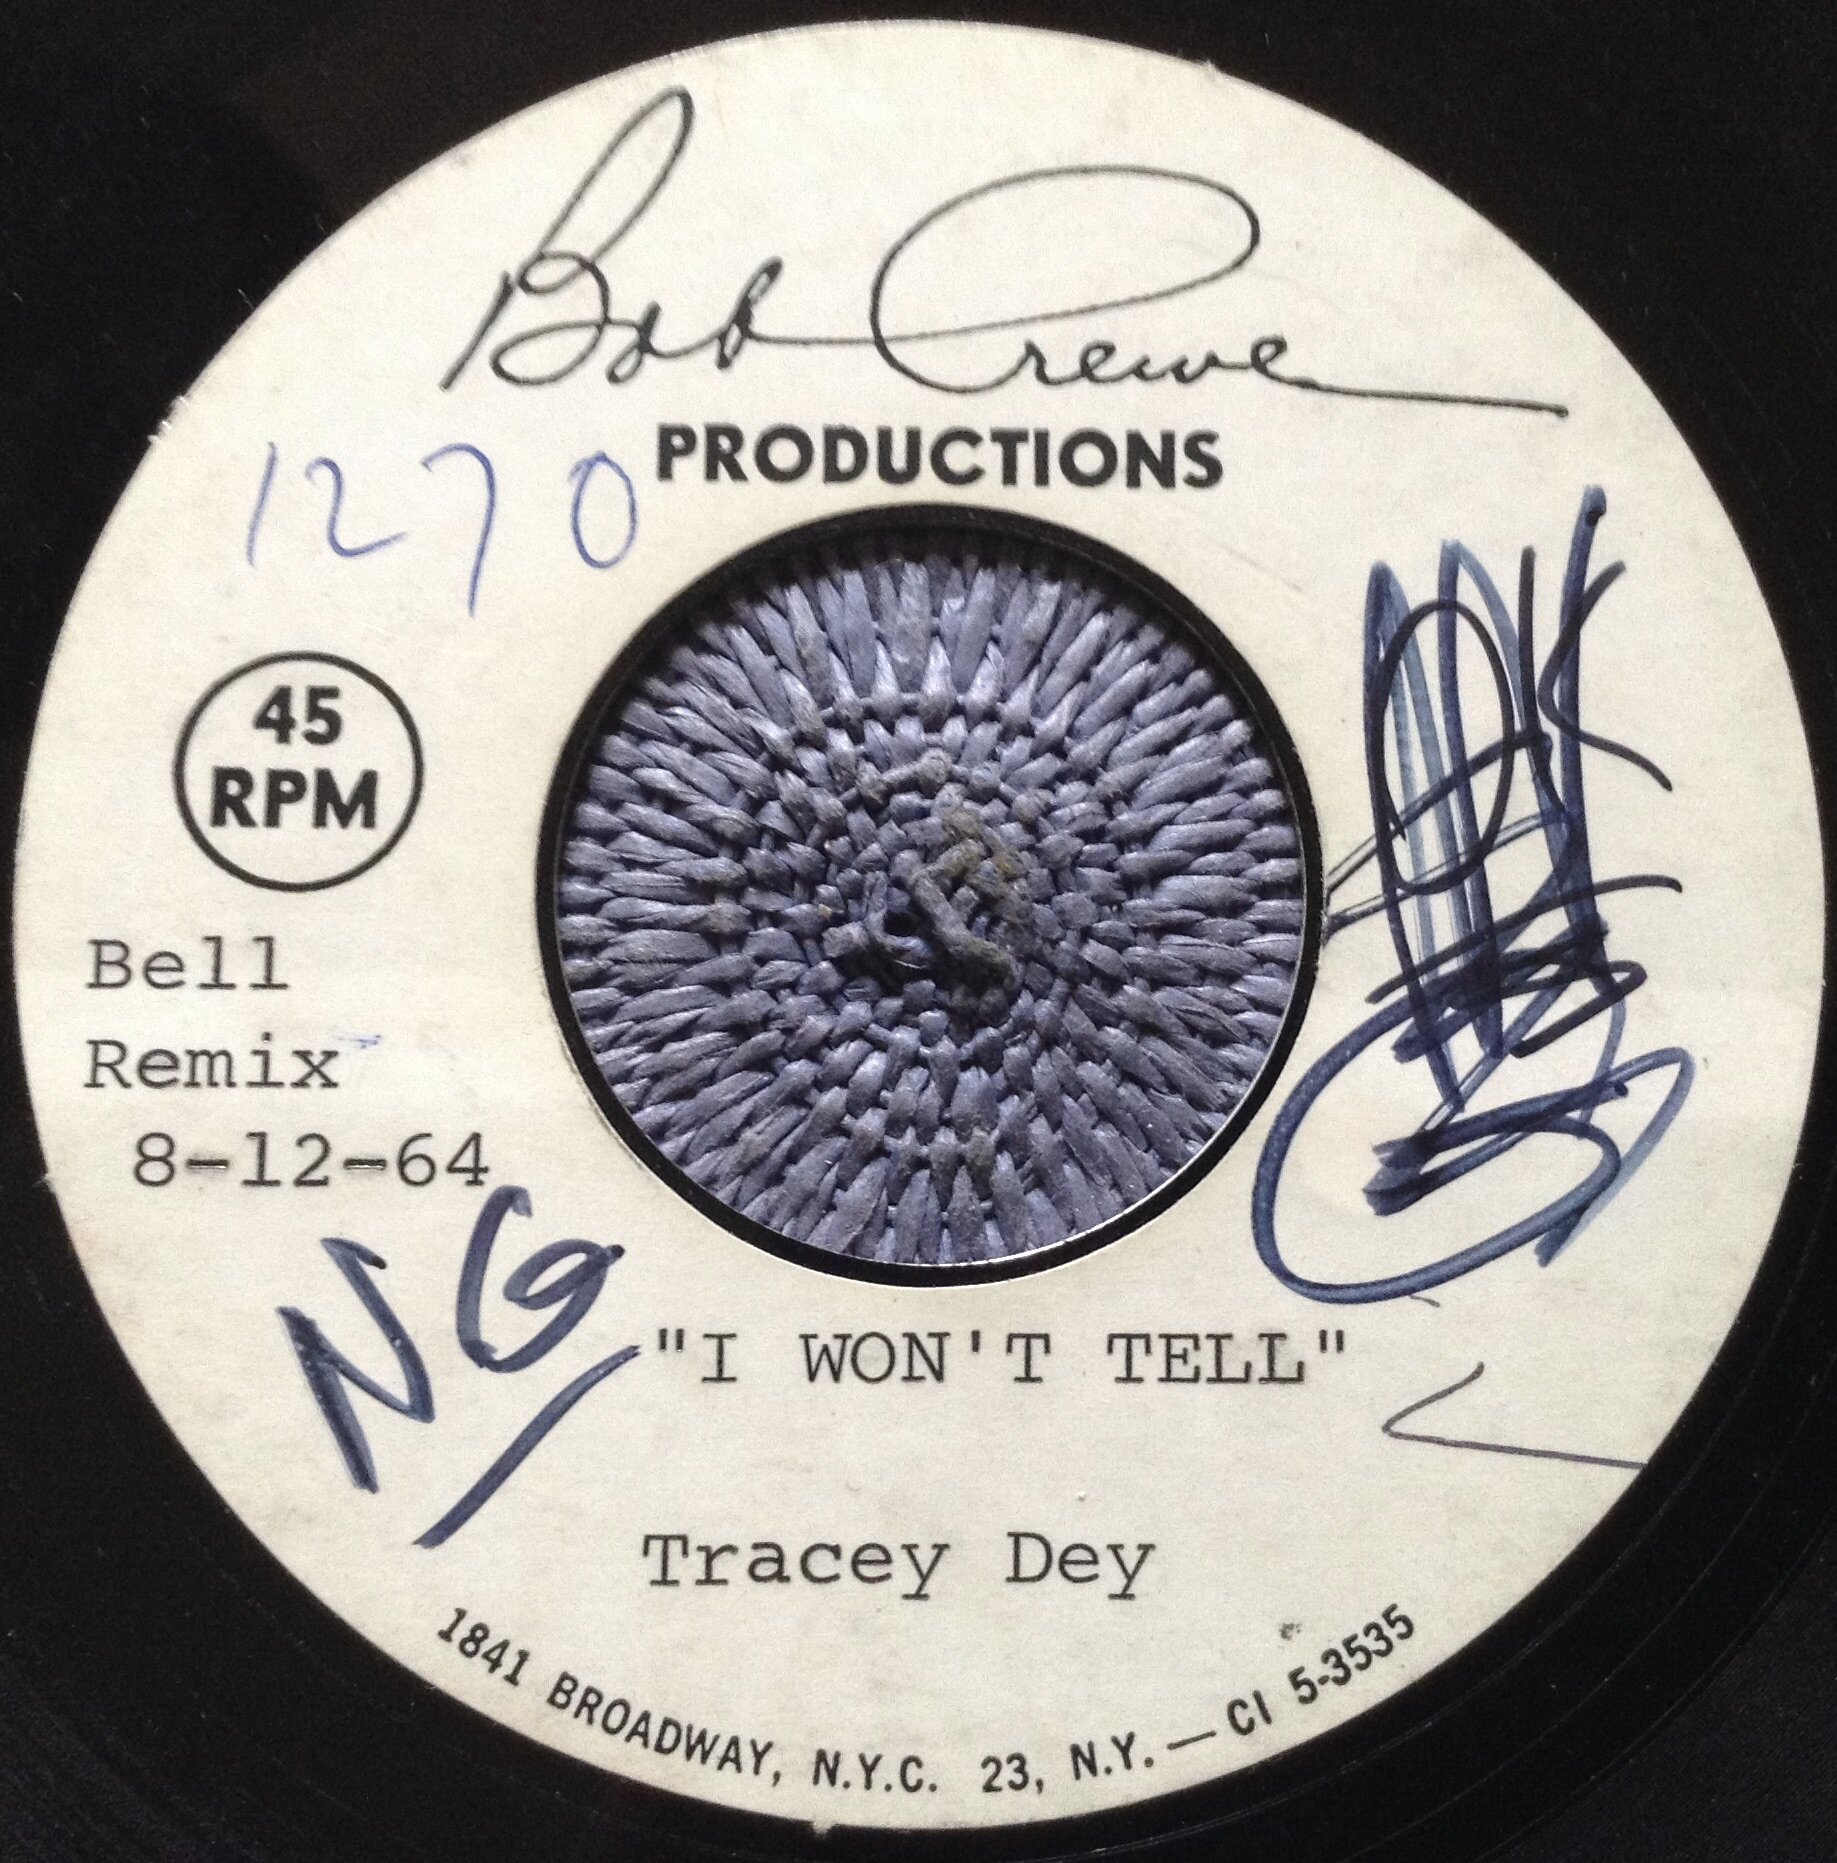 Bob Crewe
PRODUCTIONS
1270
45
RPM
Bell
Remix
8-12-64
NG
"I WON'T TELL"
Tracey Dey
1841 BROADWAY, N.Y.C. 23, N.Y. — CI 5-3535